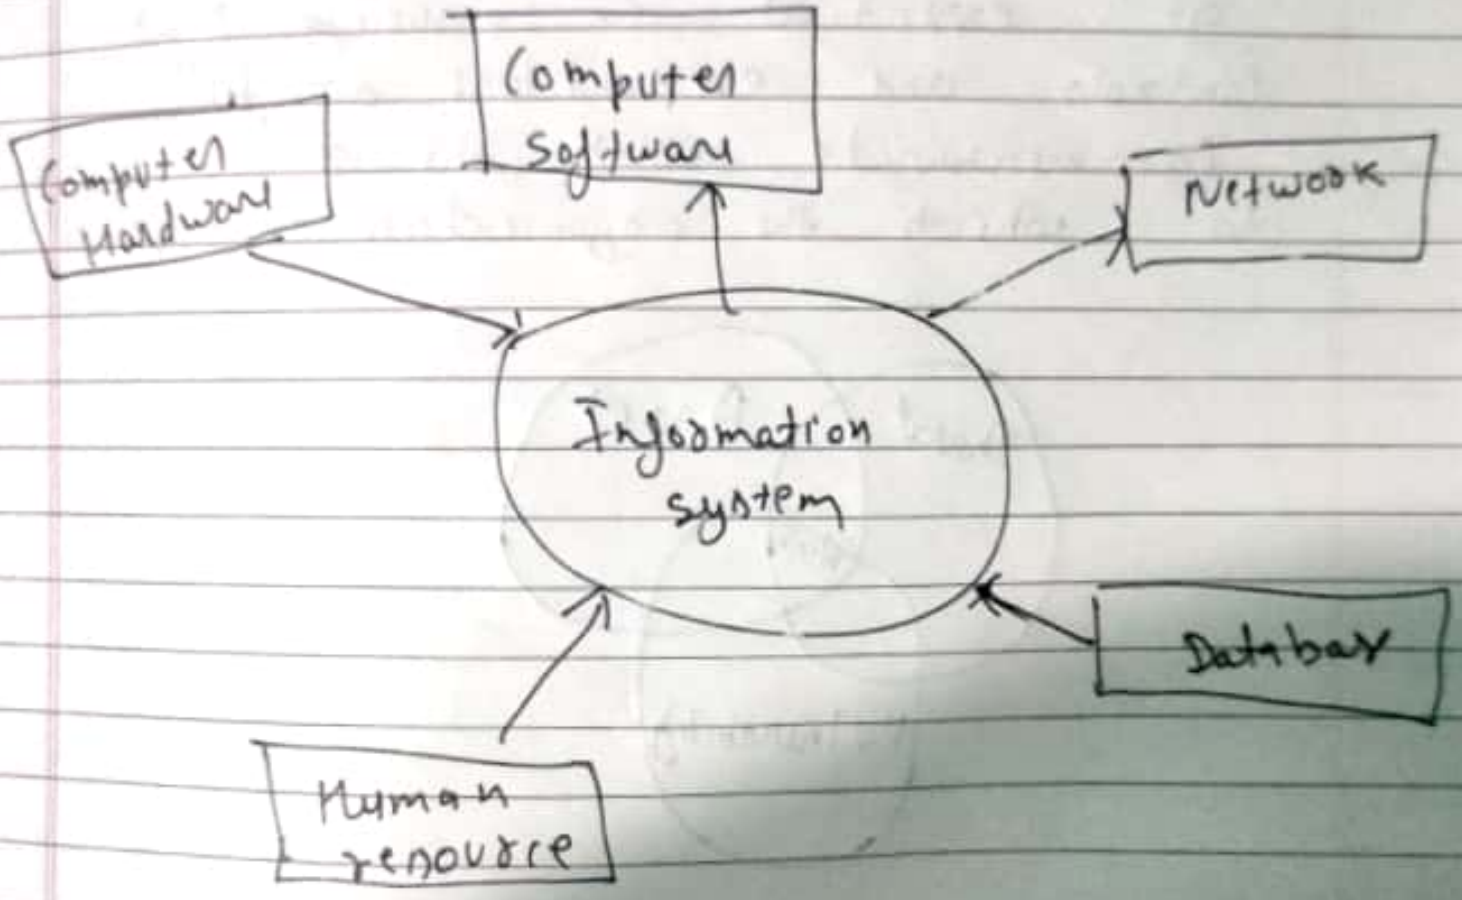 Computer
Software
Computer
Hardware
Network
Information
system
Database
Human
resource